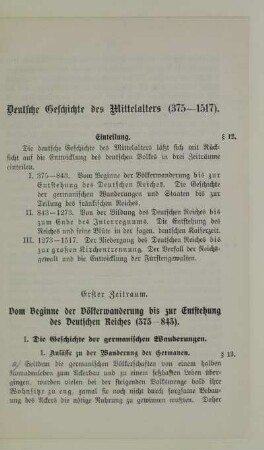 Deutsche Geschichte des Mittelalters (375—1517).
Einteilung. § 12.
Die deutsche Geschichte des Mittelalters läßt sich mit Rück-
sicht auf die Entwicklung des deutschen Volkes in drei Zeiträume
einteilen.
I. 375—843. Vom Beginne der Völkerwanderung bis zur
Entstehung des Deutschen Reiches. Die Geschichte
der germanischen Wanderungen und Staaten bis zur
Teilung des fränkischen Reiches.
II. 843—1273. Von der Bildung des Deutschen Reiches bis
zum Ende des Interregnums. Die Entstehung des
Reiches und seine Blüte in der sogen. deutschen Kaiserzeit.
III. 1273—1517. Der Niedergang des Deutschen Reiches bis
zur großen Kirchentrennung. Der Verfall der Reichs-
gewalt und die Entwicklung der Fürstengewalten.
Erster Zeitraum.
Vom Beginne der Völkerwanderung bis zur Entstehung
des Deutschen Reiches (375—843).
1. Die Geschichte der germanischen Wanderungen.
1. Anlässe zu der Wanderung der Germanen. § 13.
a) Seitdem die germanischen Völkerschaften von einem halben
Nomadenleben zum Ackerbau und zu einem seßhaften Leben über-
gingen, wurden vielen bei der steigenden Volksmenge bald ihre
Wohnsitze zu eng, zumal sie noch nicht durch sorgsame Bebau-
ung des Ackers die nötige Nahrung zu gewinnen wußten. Daher